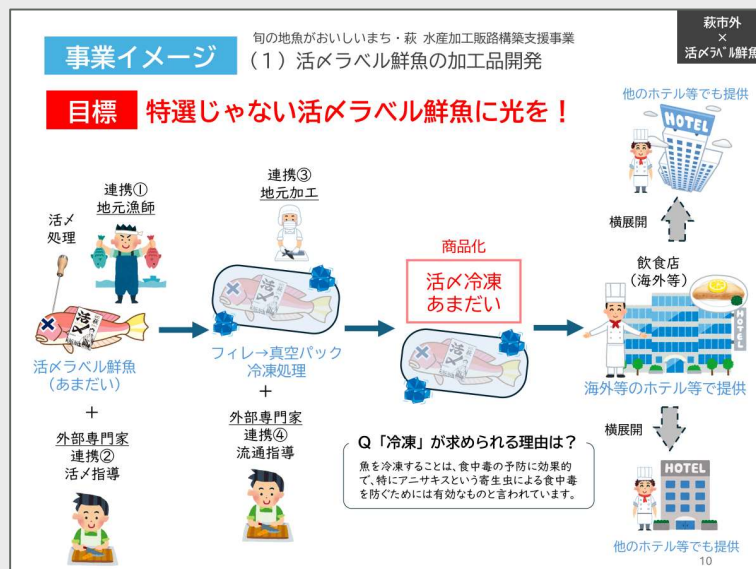 事業イメージ
旬の地魚がおいしいまち・萩 水産加工販路構築支援事業
（1）活〆ラベル鮮魚の加工品開発
萩市外
×
活〆ラベル鮮魚
目標
特選じゃない活〆ラベル鮮魚に光を！
活〆
処理
連携①
地元漁師
活〆
活〆ラベル鮮魚
（あまだい）
＋
外部専門家
連携②
活〆指導
連携③
地元加工
活〆
フィレ→真空パック
冷凍処理
＋
外部専門家
連携④
流通指導
商品化
活〆冷凍
あまだい
活〆
Q「冷凍」が求められる理由は？
魚を冷凍することは、食中毒の予防に効果的
で、特にアニサキスという寄生虫による食中毒
を防ぐためには有効なものと言われています。
他のホテル等でも提供
HOTEL
横展開
飲食店
（海外等）
HOTEL
海外等のホテル等で提供
横展開
HOTEL
他のホテル等でも提供
10